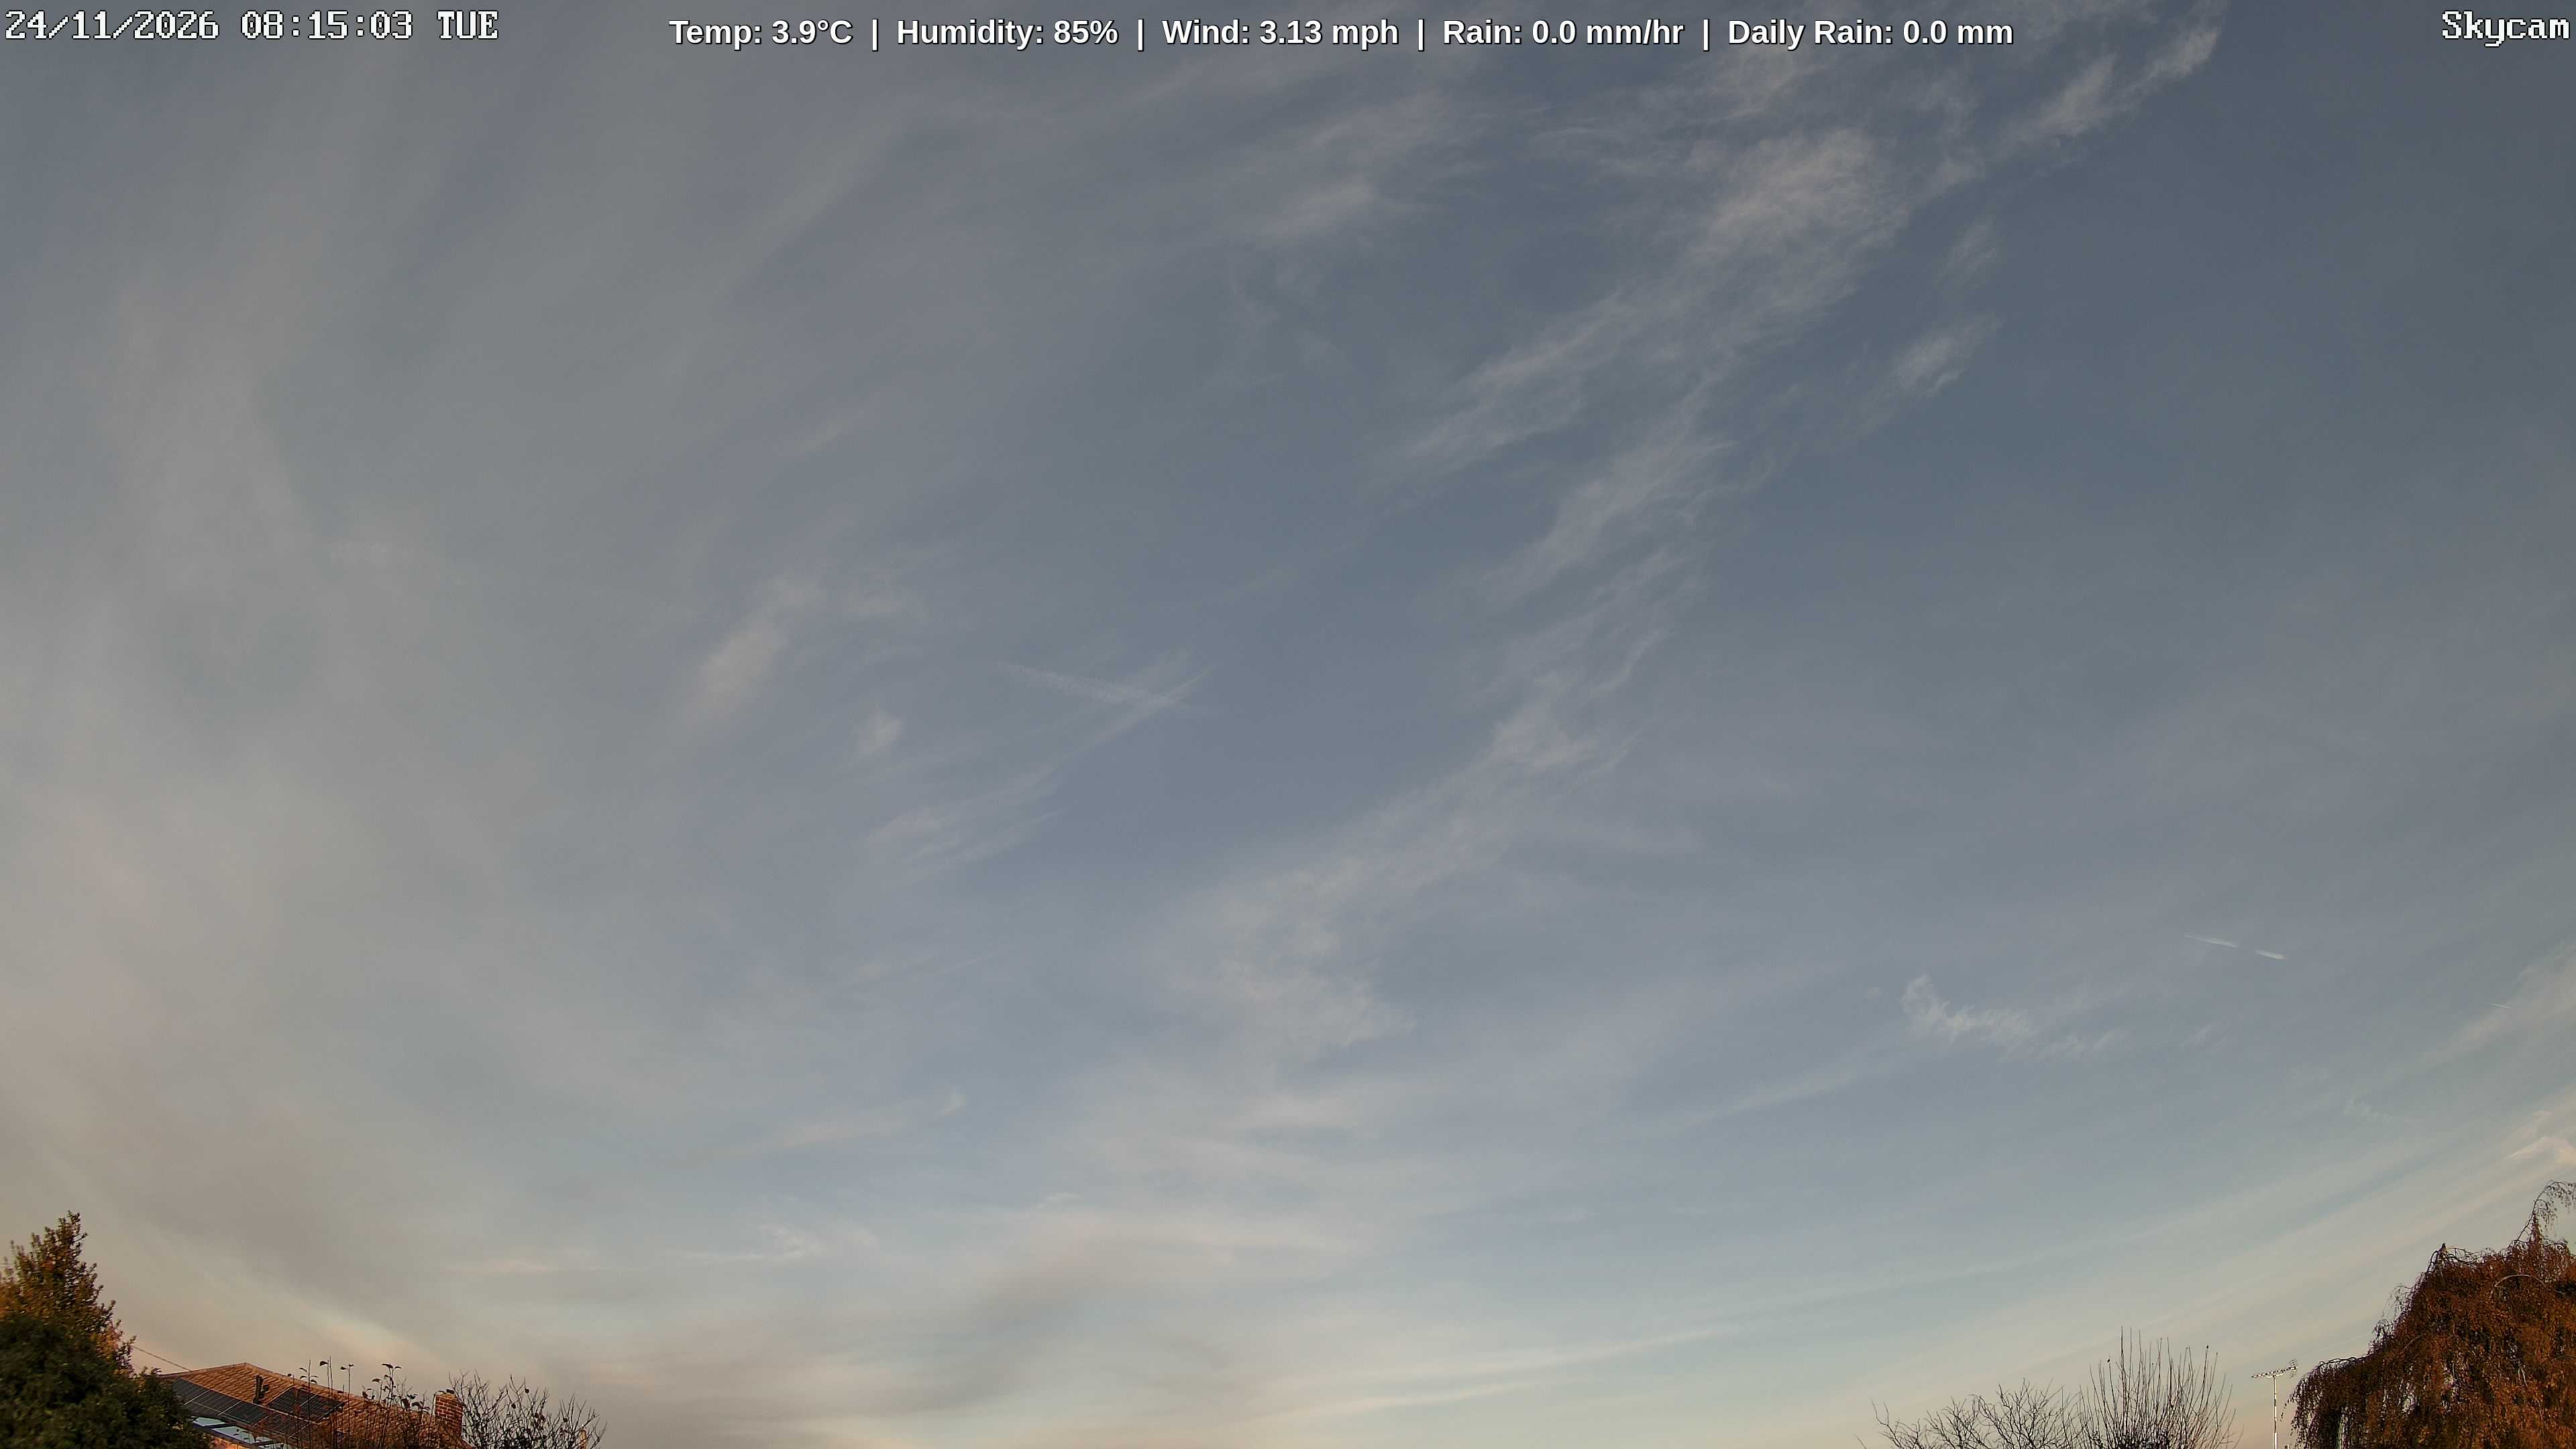 24/11/2026 08:15:03 TUE
Temp: 3.9°C | Humidity: 85% | Wind: 3.13 mph | Rain: 0.0 mm/hr | Daily Rain: 0.0 mm
Skycam